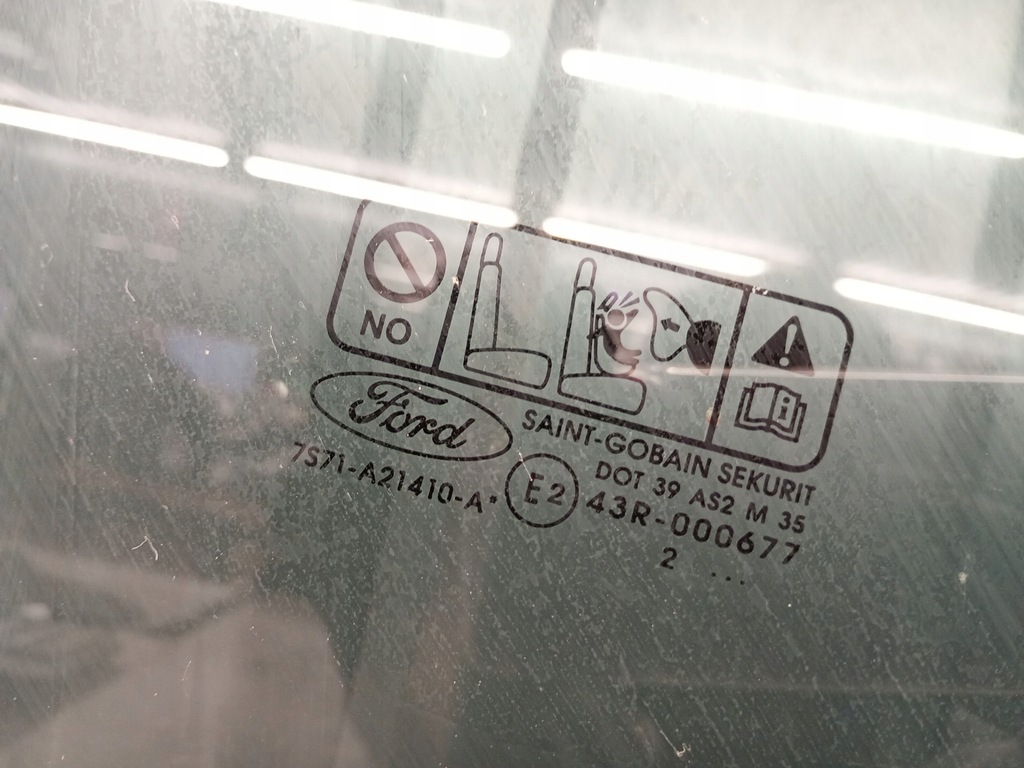 NO
Ford
SAINT-GOBAIN SEKURIT
DOT 39 AS2 M 35
7S71-A21410-A*
E2
43R-000677
2 ...